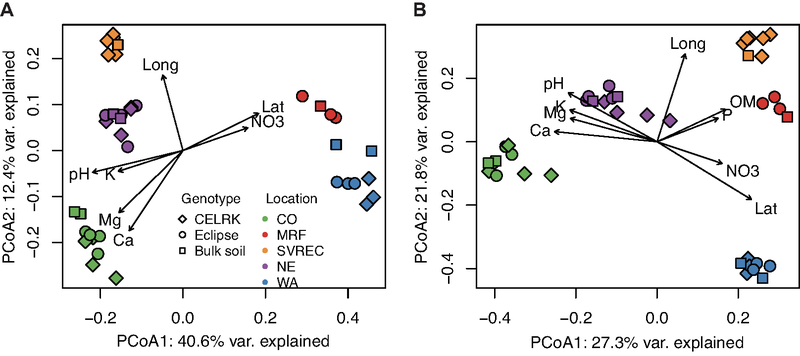 A
PCoA2: 12.4% var. explained
0.2
0.1
0.0
−0.1
−0.2
Long
Lat
NO3
pH
K
Mg
Ca
Genotype
CELRK
Eclipse
Bulk soil
Location
CO
MRF
SVREC
NE
WA
−0.2
0.0
0.2
0.4
PCoA1: 40.6% var. explained
B
PCoA2: 21.8% var. explained
0.2
0.0
−0.2
−0.4
Long
pH
K
Mg
Ca
OM
P
NO3
Lat
−0.4
−0.2
0.0
0.2
PCoA1: 27.3% var. explained